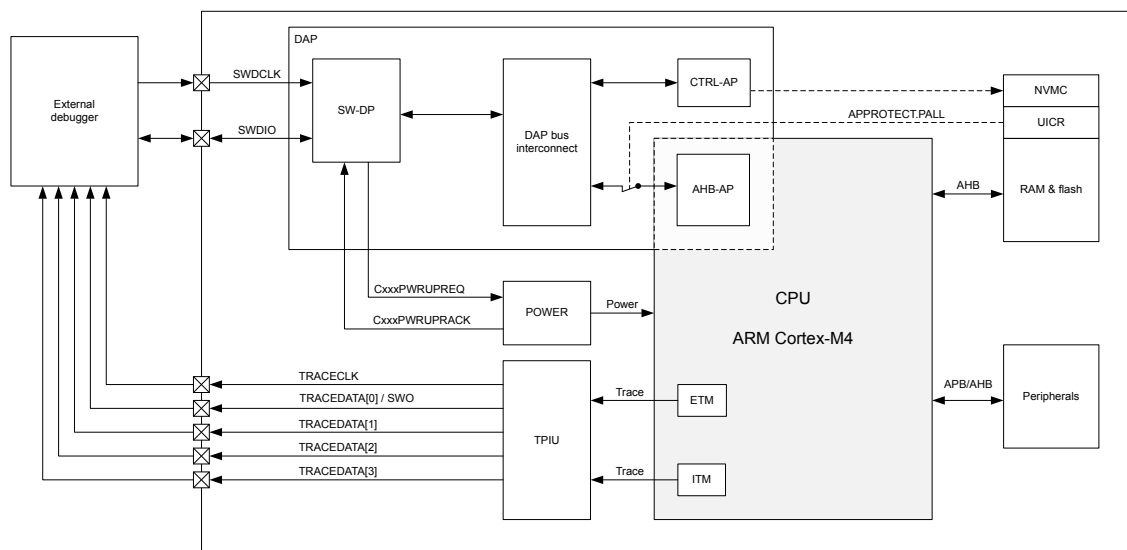 DAP
External
debugger
SWDCLK
SWDIO
SW-DP
DAP bus
interconnect
CTRL-AP
AHB-AP
APPROTECT.PALL
NVMC
UICR
RAM & flash
AHB
CxxxPWRUPREQ
CxxxPWRUPRACK
POWER
Power
CPU
ARM Cortex-M4
APB/AHB
Peripherals
TRACECLK
TRACEDATA[0] / SWO
TRACEDATA[1]
TRACEDATA[2]
TRACEDATA[3]
TPIU
Trace
ETM
Trace
ITM